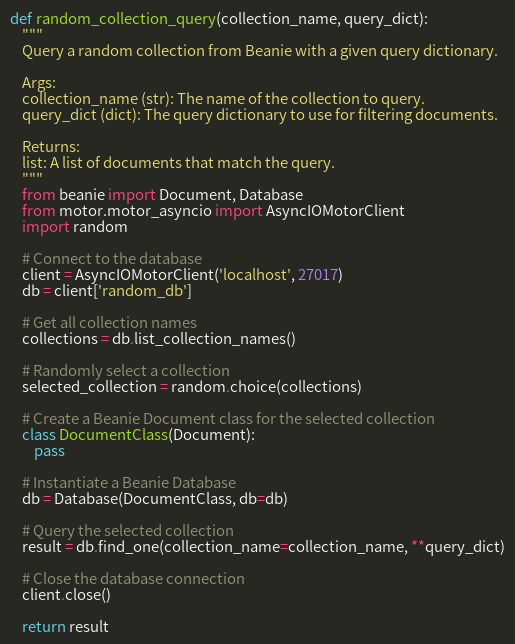 def random_collection_query(collection_name, query_dict):
    """
    Query a random collection from Beanie with a given query dictionary.

    Args:
    collection_name (str): The name of the collection to query.
    query_dict (dict): The query dictionary to use for filtering documents.

    Returns:
    list: A list of documents that match the query.
    """
    from beanie import Document, Database
    from motor.motor_asyncio import AsyncIOMotorClient
    import random

    # Connect to the database
    client = AsyncIOMotorClient('localhost', 27017)
    db = client['random_db']

    # Get all collection names
    collections = db.list_collection_names()

    # Randomly select a collection
    selected_collection = random.choice(collections)

    # Create a Beanie Document class for the selected collection
    class DocumentClass(Document):
        pass

    # Instantiate a Beanie Database
    db = Database(DocumentClass, db=db)

    # Query the selected collection
    result = db.find_one(collection_name=collection_name, **query_dict)

    # Close the database connection
    client.close()

    return result